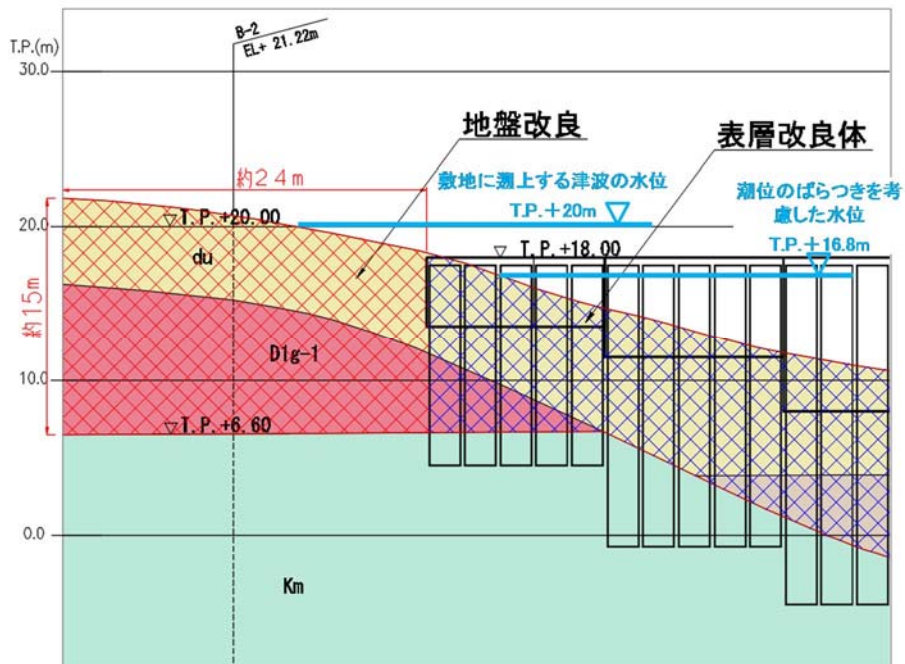 B-2
EL+ 21.22m
T.P.(m)
30.0
地盤改良
表層改良体
約24m
敷地に遡上する津波の水位
T.P.+20m
潮位のばらつきを考
慮した水位
T.P.+16.8m
20.0
▽T.P.+20.00
▽ T.P.+18.00
du
約15m
D1g-1
10.0
▽T.P.+6.60
0.0
Km